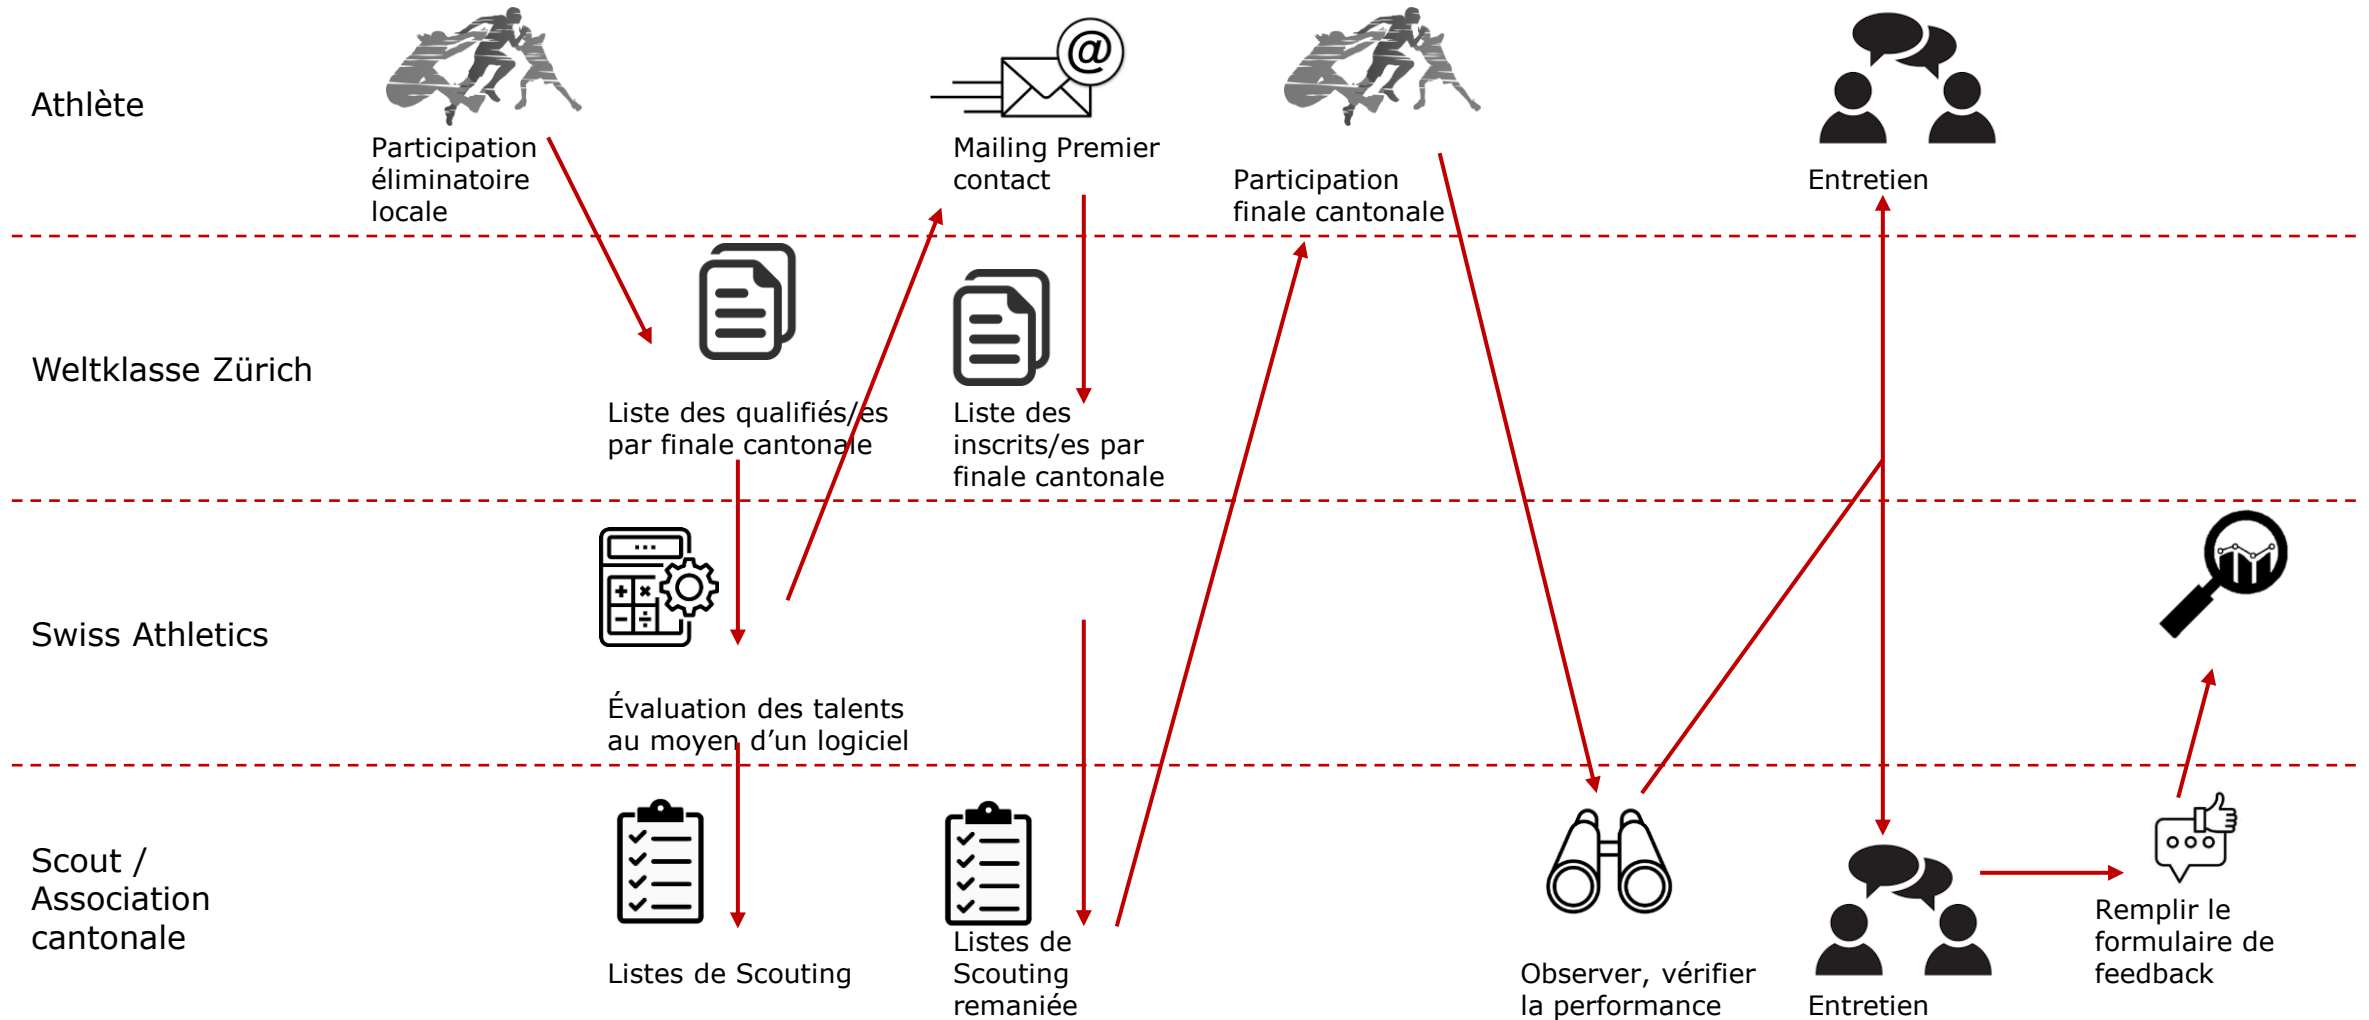 Athlète
Participation
éliminatoire
locale
@
Mailing Premier
contact
Participation
finale cantonale
Entretien
Weltklasse Zürich
Liste des qualifiés/es
par finale cantonale
Liste des
inscrits/es par
finale cantonale
Swiss Athletics
Évaluation des talents
au moyen d’un logiciel
Scout /
Association
cantonale
Listes de Scouting
Listes de
Scouting
remaniée
Observer, vérifier
la performance
Entretien
Remplir le
formulaire de
feedback